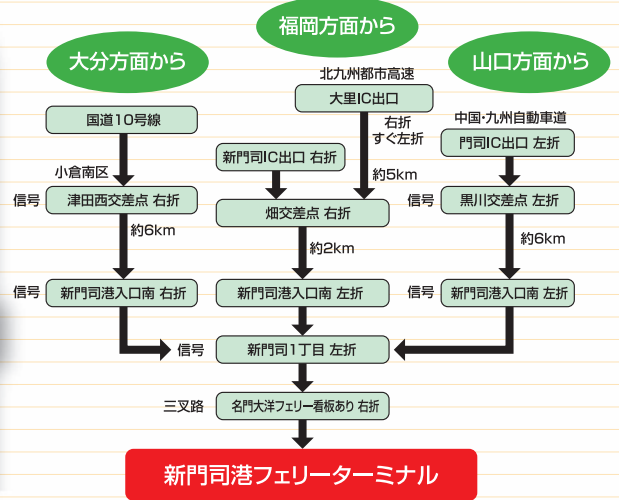 大分方面から
福岡方面から
山口方面から
国道10号線
小倉南区
信号
津田西交差点 右折
約6km
信号
新門司港入口南 右折
北九州都市高速
大里IC出口
右折
すぐ左折
新門司IC出口 右折
約5km
畑交差点 右折
約2km
新門司港入口南 左折
中国・九州自動車道
門司IC出口 左折
信号
黒川交差点 左折
約6km
信号
新門司港入口南 左折
信号
新門司1丁目 左折
三叉路
名門大洋フェリー看板あり 右折
新門司港フェリーターミナル